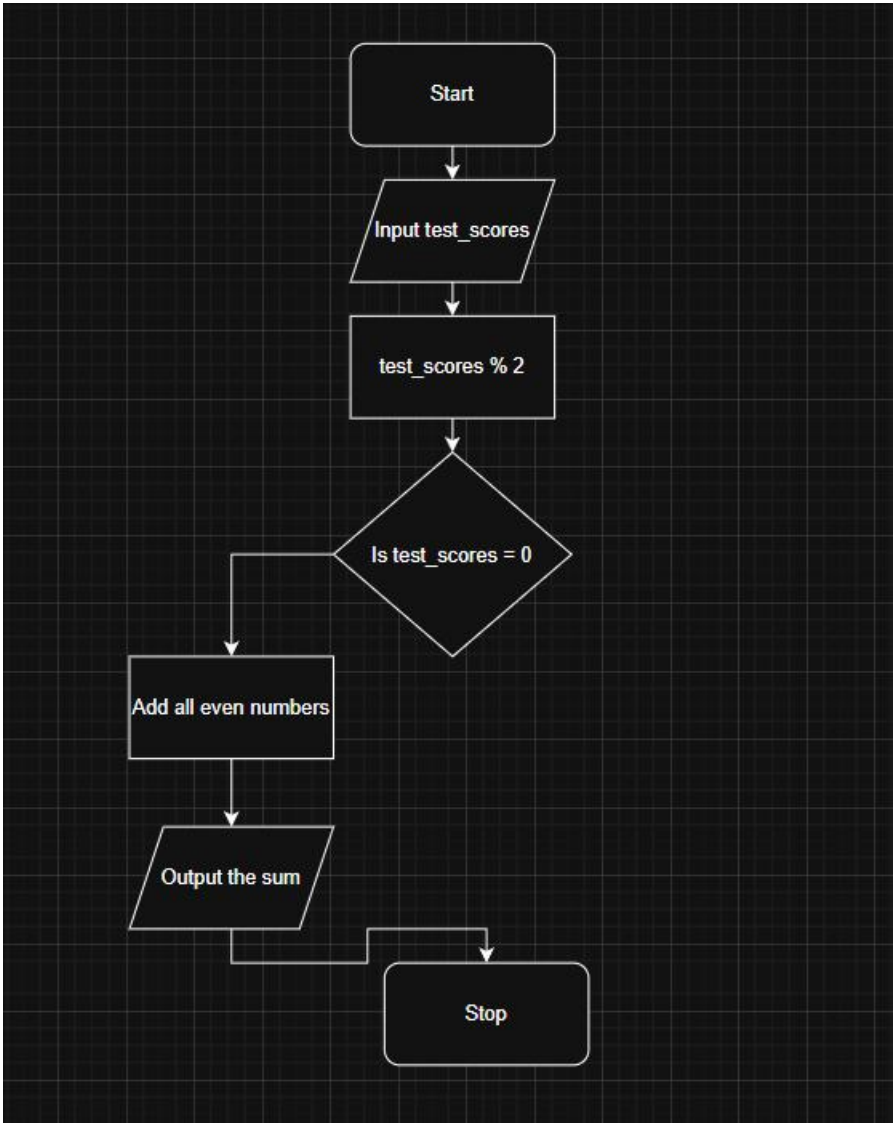 Start
Input test_scores
test_scores % 2
Is test_scores = 0
Add all even numbers
Output the sum
Stop